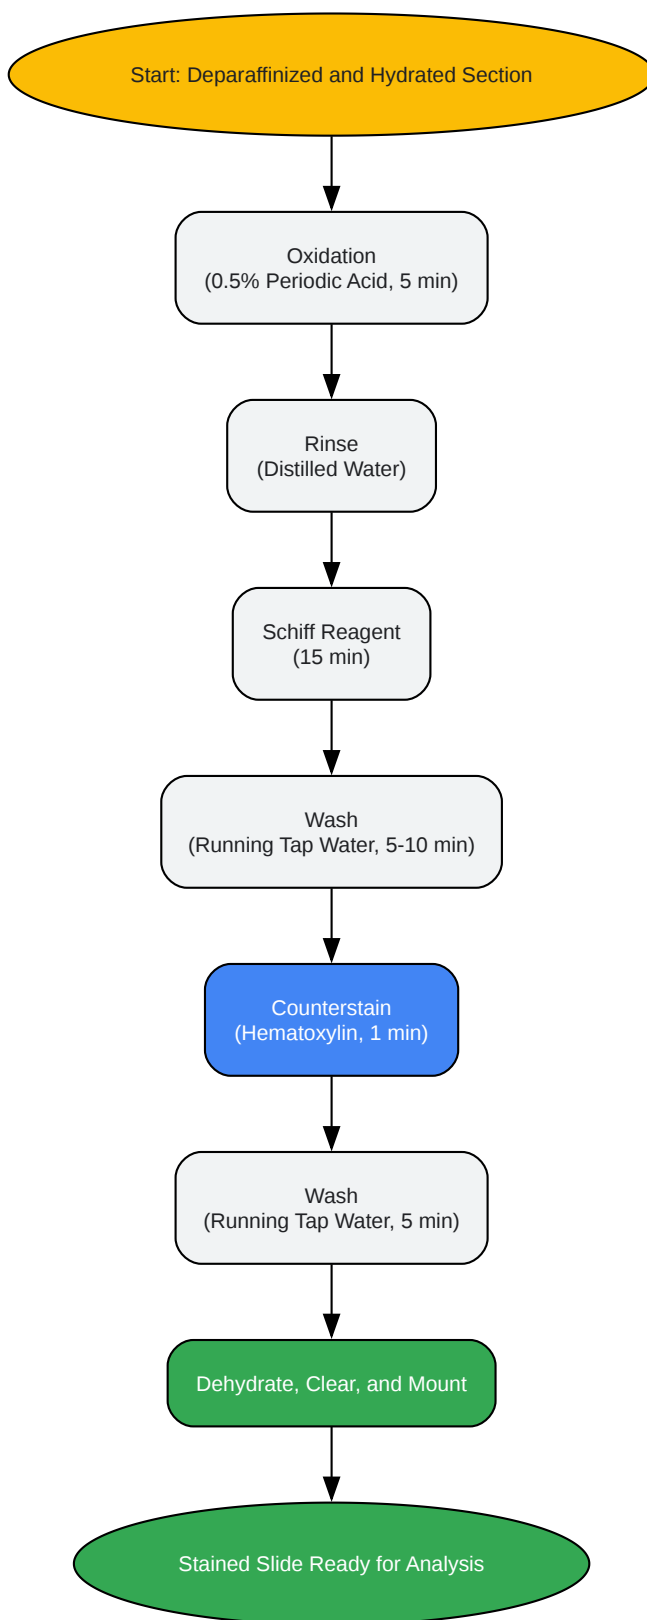 Start: Deparaffinized and Hydrated Section
Oxidation
(0.5% Periodic Acid, 5 min)
Rinse
(Distilled Water)
Schiff Reagent
(15 min)
Wash
(Running Tap Water, 5-10 min)
Counterstain
(Hematoxylin, 1 min)
Wash
(Running Tap Water, 5 min)
Dehydrate, Clear, and Mount
Stained Slide Ready for Analysis